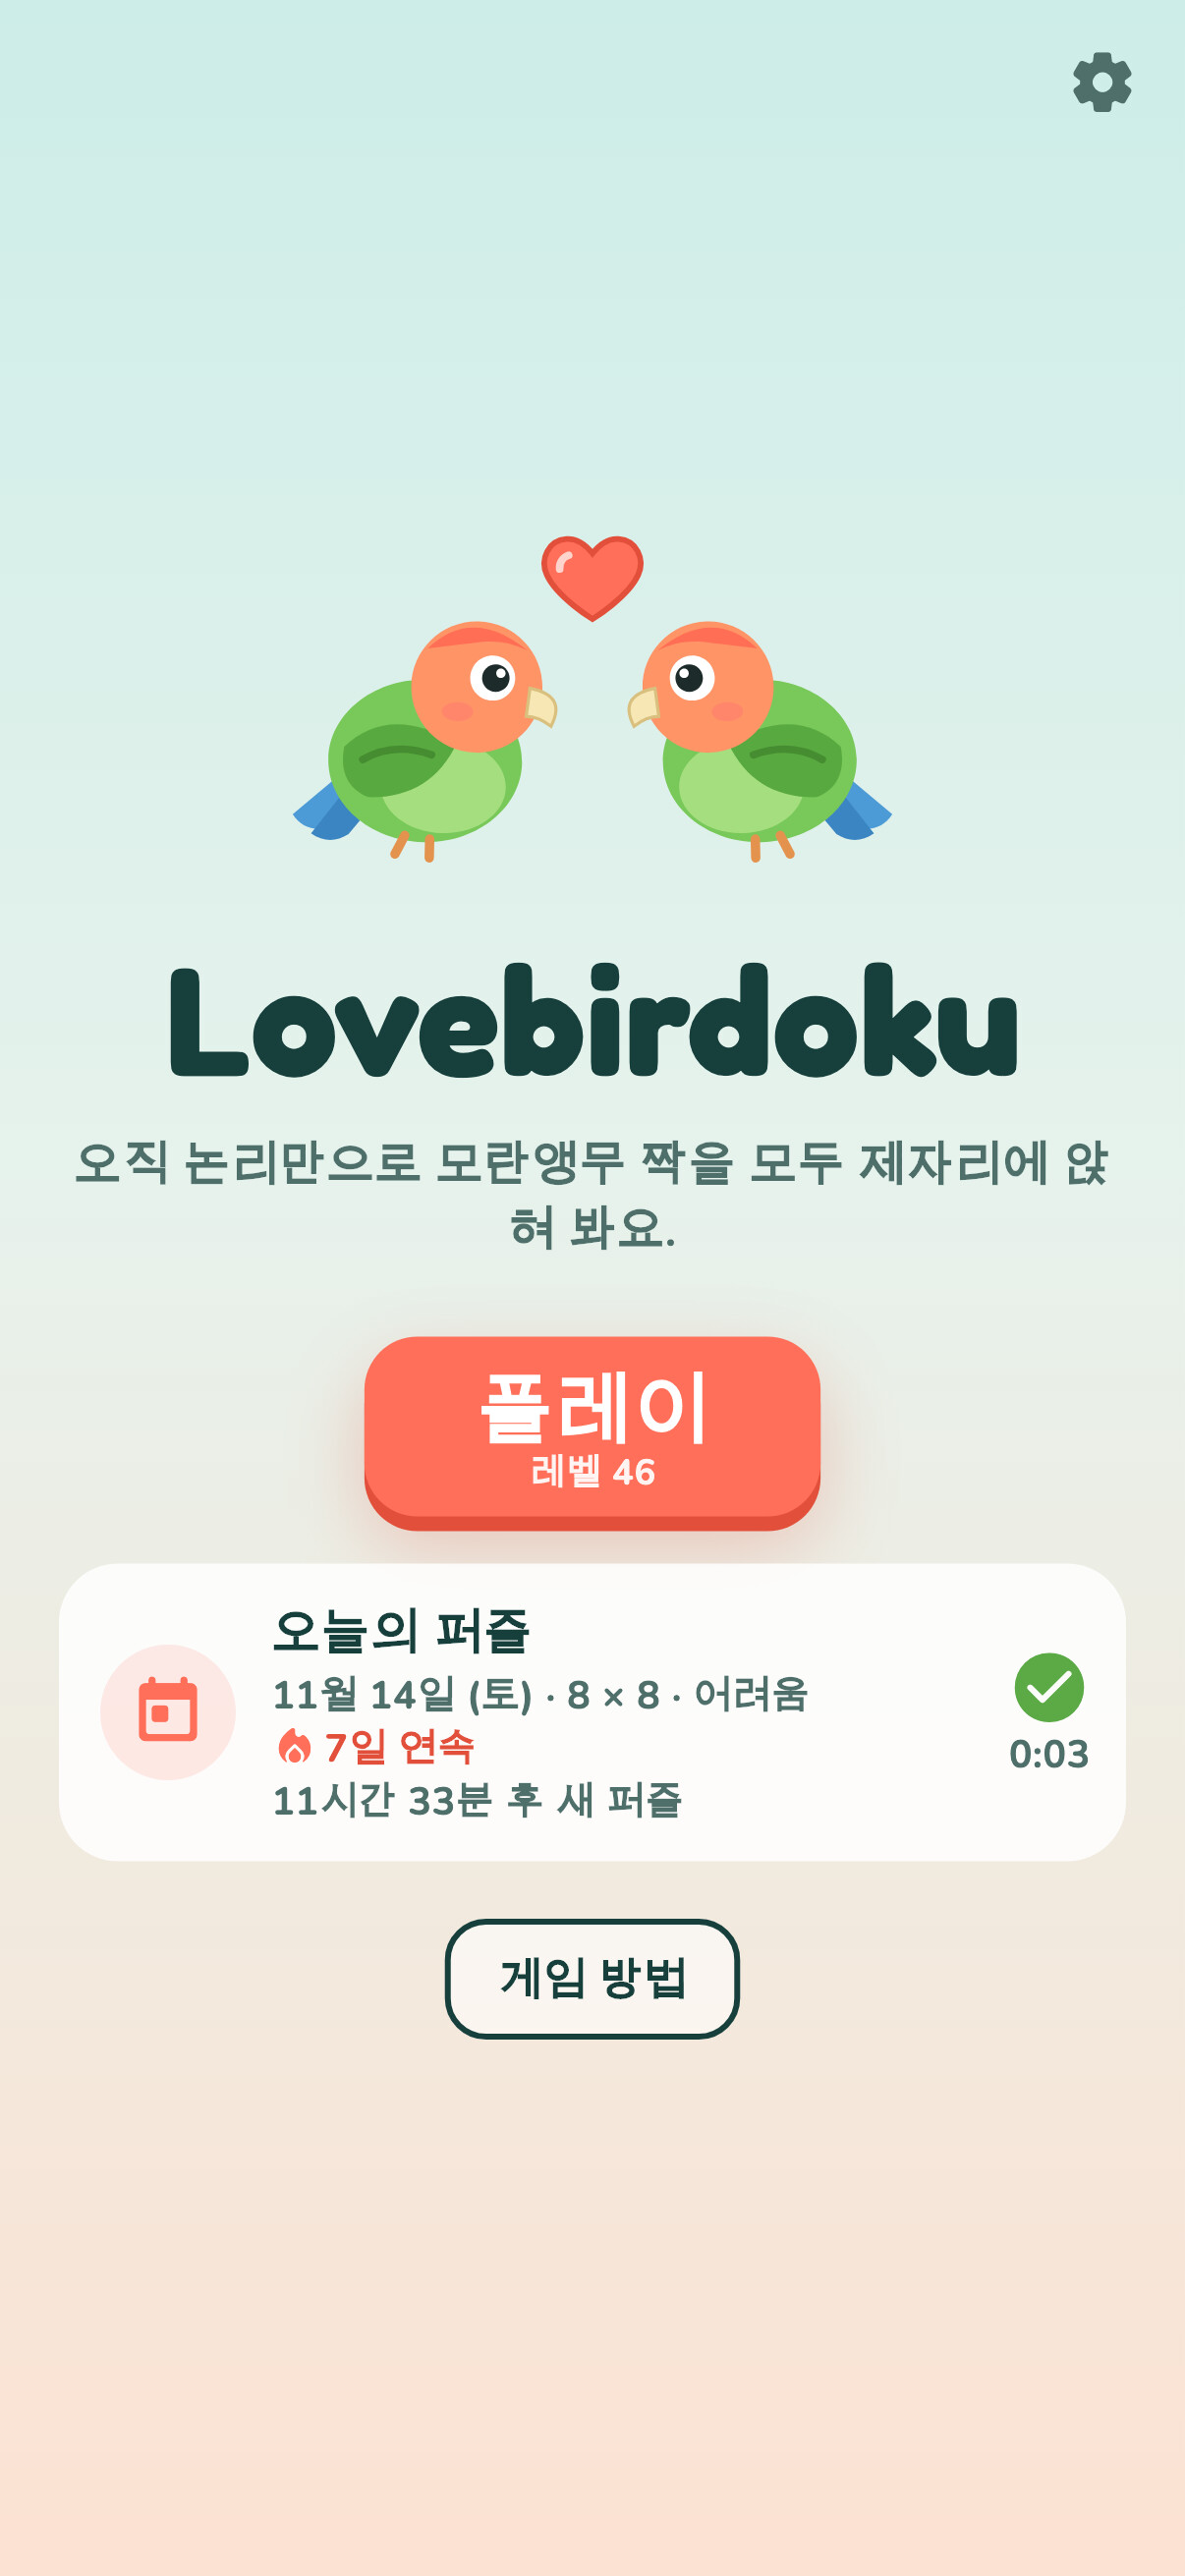 Lovebirdoku
오직 논리만으로 모란앵무 짝을 모두 제자리에 앉
혀 봐요.
플레이
레벨 46
오늘의 퍼즐
11월 14일 (토) · 8 × 8 · 어려움
7일 연속
11시간 33분 후 새 퍼즐
0:03
게임 방법